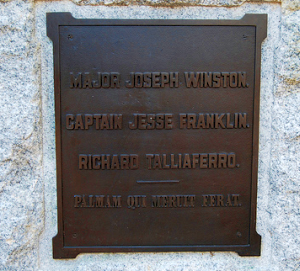 MAJOR JOSEPH WINSTON.
CAPTAIN JESSE FRANKLIN.
RICHARD TALLIAFERRO.
PALMAM QUI MERUIT FERAT.